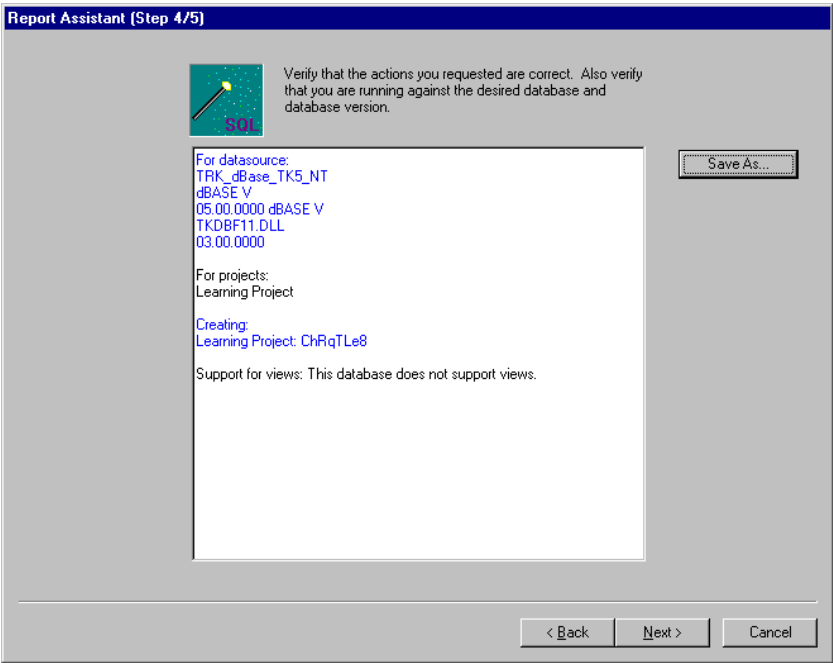 Report Assistant (Step 4/5)
Verify that the actions you requested are correct. Also verify
that you are running against the desired database and
database version.
SQL
For datasource:
TRK_dBase_TK5_NT
dBASE V
05.00.0000 dBASE V
TKDBF11.DLL
03.00.0000
For projects:
Learning Project
Creating:
Learning Project: ChRqTLe8
Support for views: This database does not support views.
Save As...
< Back
Next >
Cancel